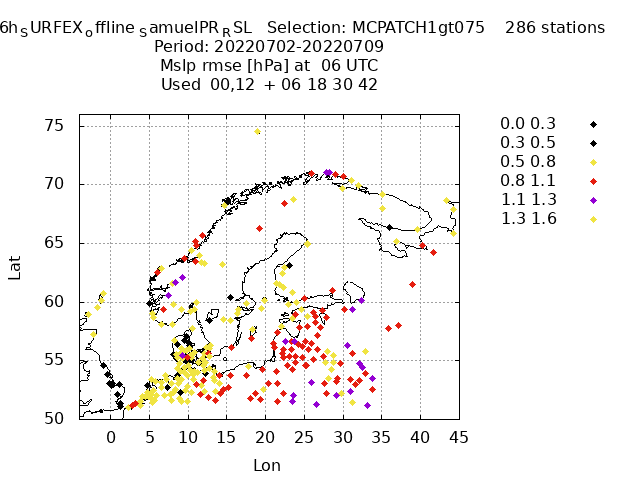 6h_SURFEX_offline_SamuelPR_RSL Selection: MCPATCH1gt075 286 stations
Period: 20220702-20220709
Mslp rmse [hPa] at 06 UTC
Used 00,12 + 06 18 30 42
75
70
65
60
55
50
Lat
0 5 10 15 20 25 30 35 40 45
Lon
0.0 0.3
0.3 0.5
0.5 0.8
0.8 1.1
1.1 1.3
1.3 1.6